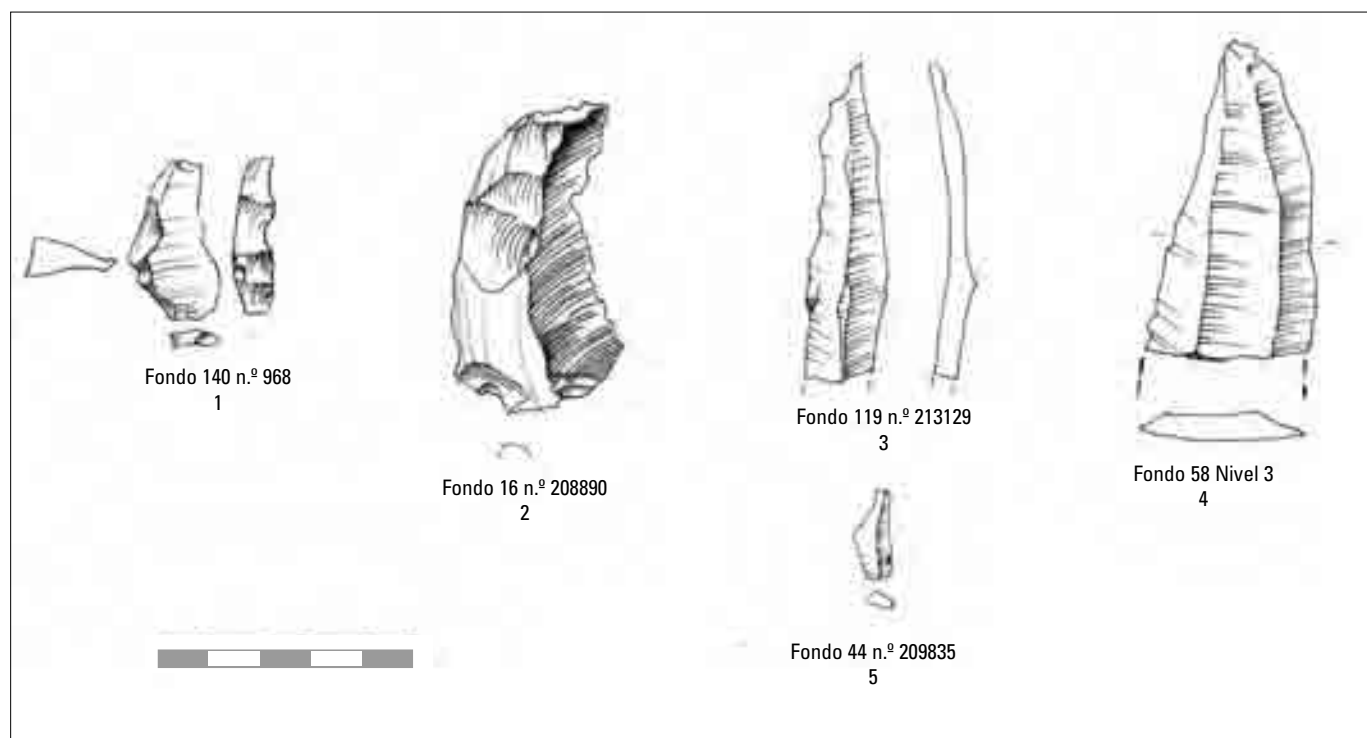 Fondo 140 n.º 968
1
Fondo 16 n.º 208890
2
Fondo 119 n.º 213129
3
Fondo 58 Nivel 3
4
Fondo 44 n.º 209835
5